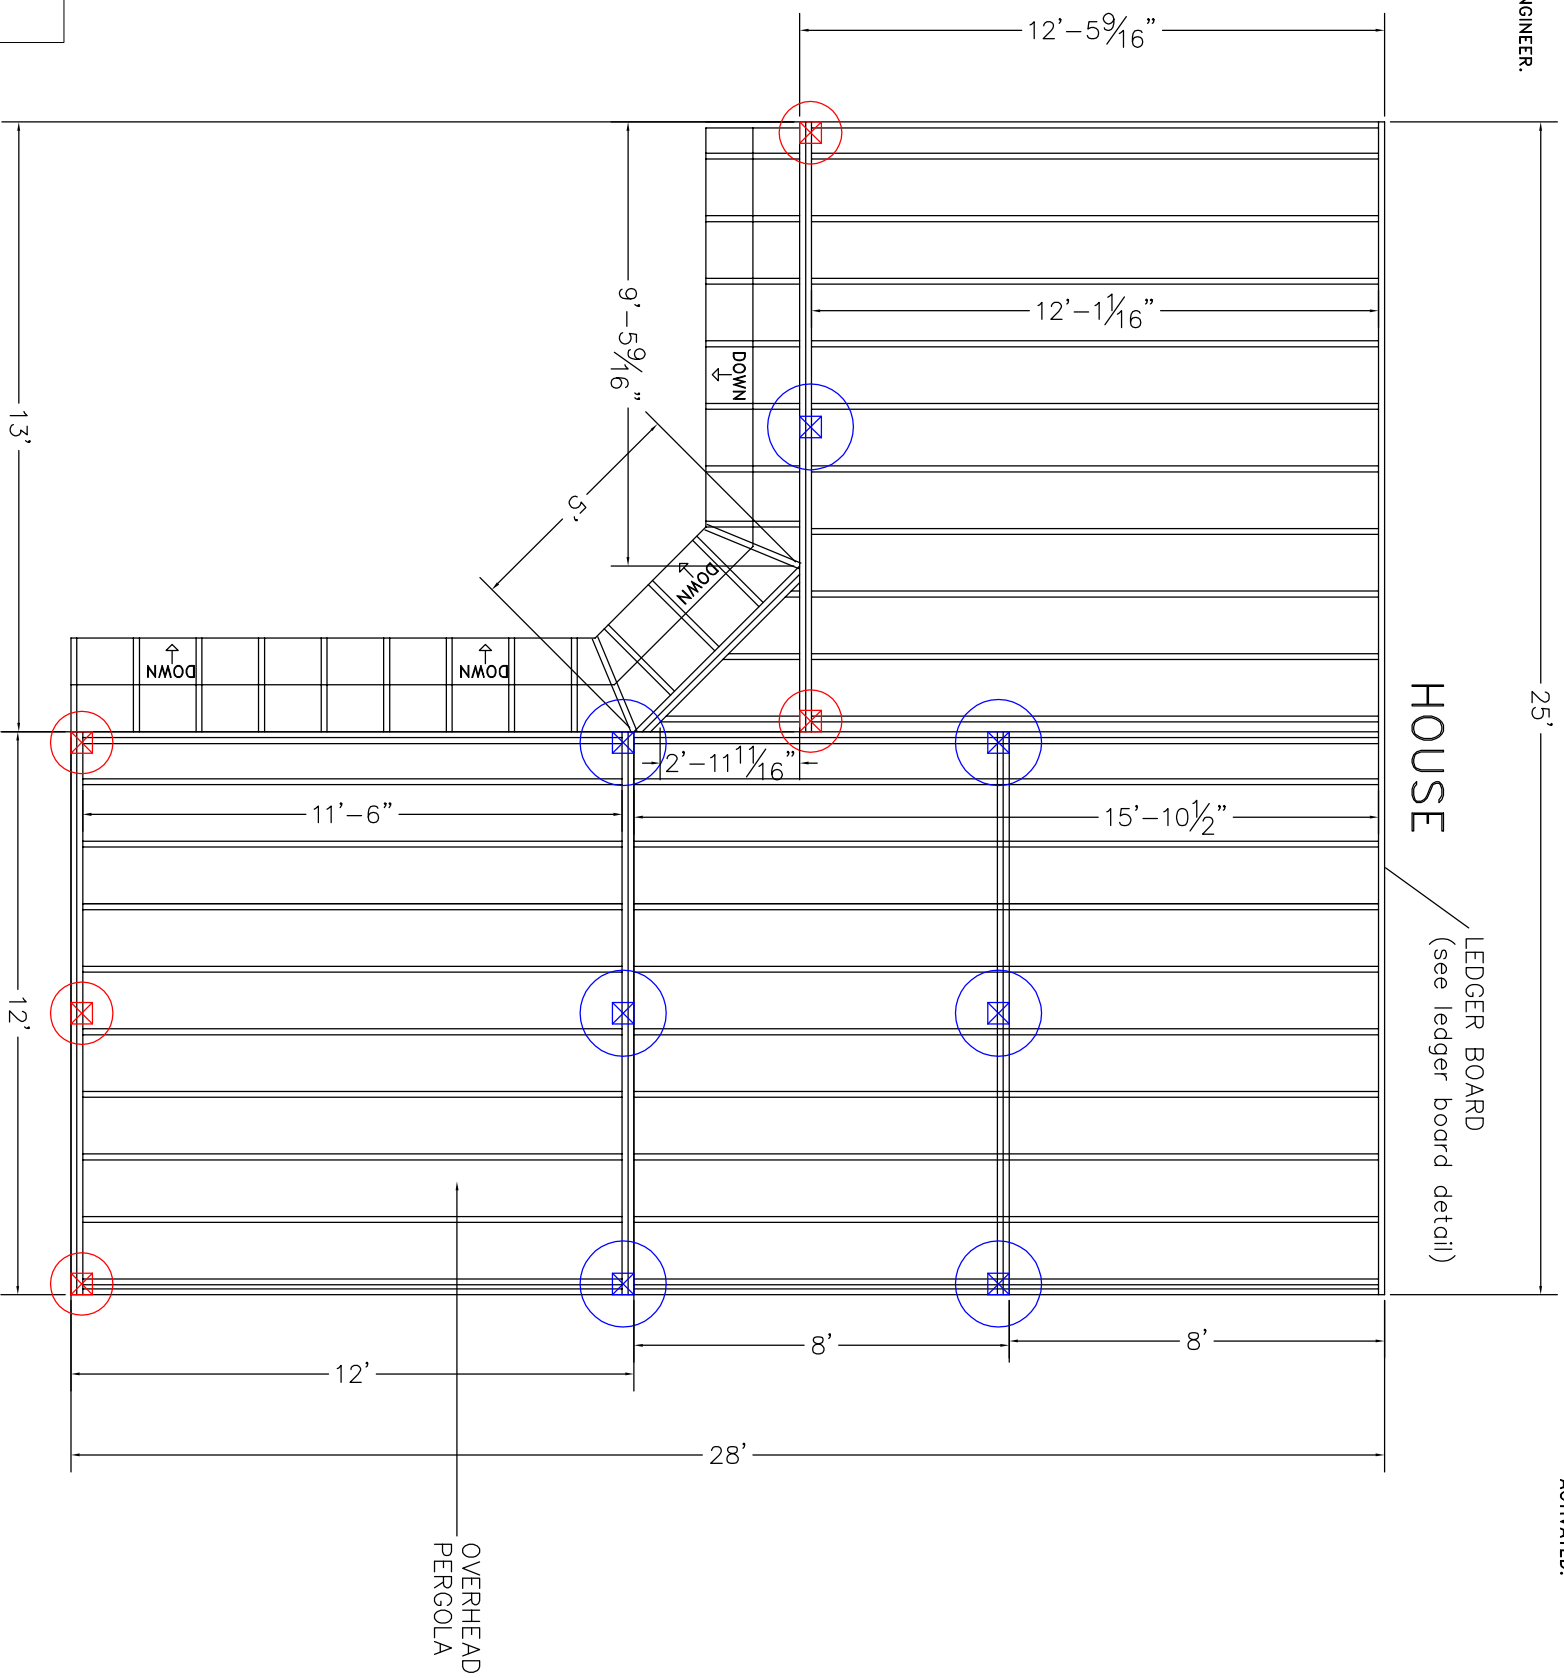 NGINEER.
12'-5 9/16"
25'
HOUSE
LEDGER BOARD
(see ledger board detail)
12'-1 1/16"
9'-5 9/16"
DOWN
5'
DOWN
13'
DOWN
DOWN
2'-11 11/16"
11'-6"
15'-10 1/2"
12'
8'
8'
12'
28'
OVERHEAD
PERGOLA